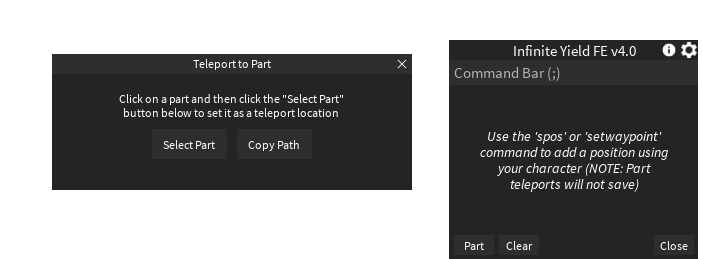 Teleport to Part
Click on a part and then click the "Select Part"
button below to set it as a teleport location
Select Part
Copy Path
Infinite Yield FE v4.0
Command Bar (;)
Use the 'spos' or 'setwaypoint'
command to add a position using
your character (NOTE: Part
teleports will not save)
Part
Clear
Close